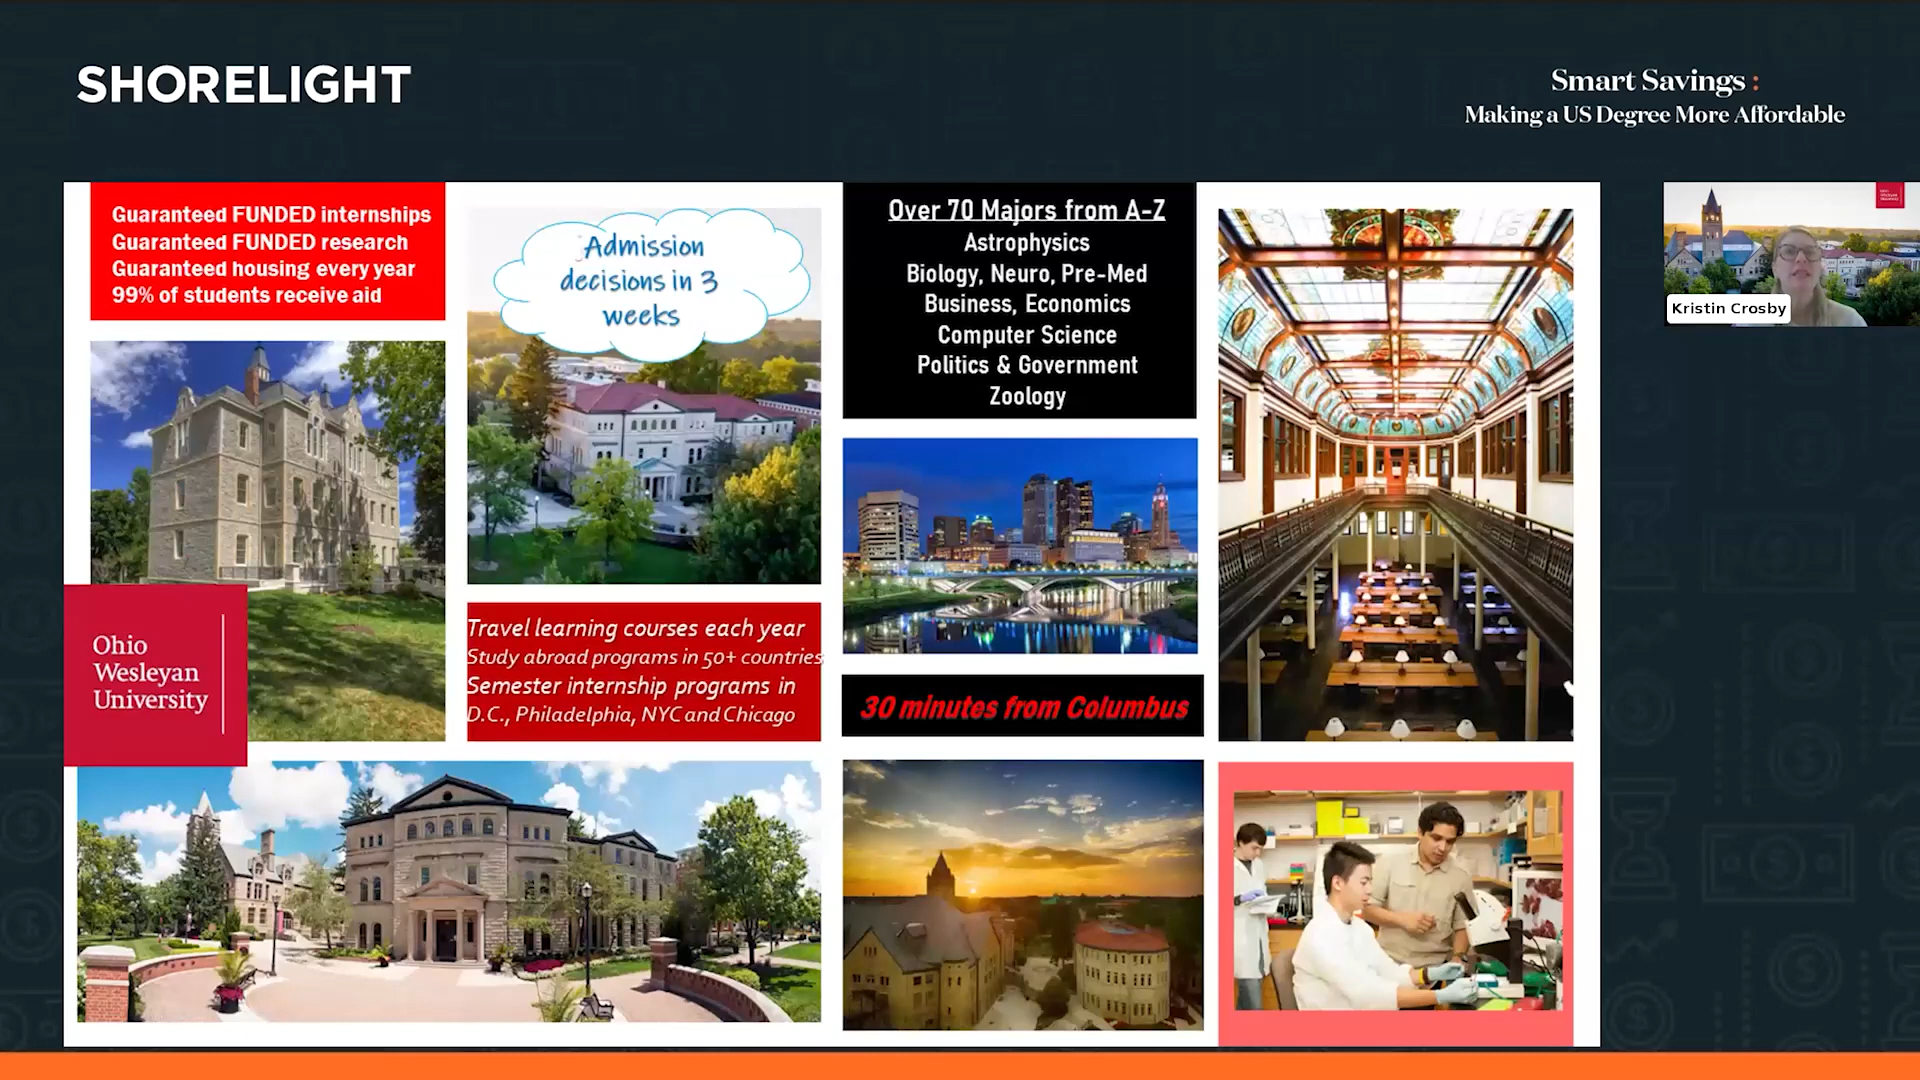 SHORELIGHT
Smart Savings :
Making a US Degree More Affordable
Guaranteed FUNDED internships
Guaranteed FUNDED research
Guaranteed housing every year
99% of students receive aid
Admission
decisions in 3
weeks
Over 70 Majors from A-Z
Astrophysics
Biology, Neuro, Pre-Med
Business, Economics
Computer Science
Politics & Government
Zoology
Kristin Crosby
Ohio
Wesleyan
University
Travel learning courses each year
Study abroad programs in 50+ countries
Semester internship programs in
D.C., Philadelphia, NYC and Chicago
30 minutes from Columbus